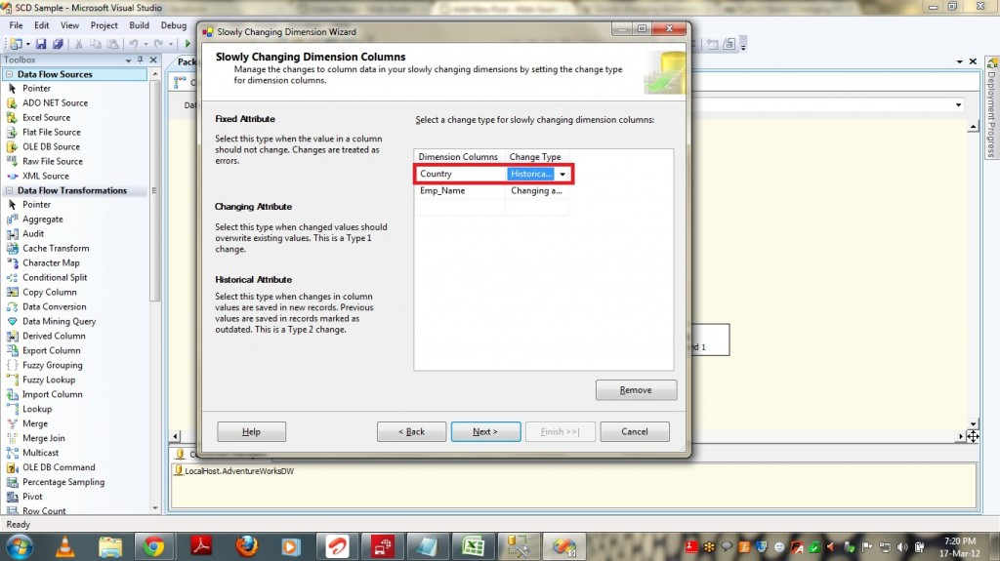 SCD Sample - Microsoft Visual Studio
File Edit View Project Build Debug
Toolbox
Data Flow Sources
Pointer
ADO NET Source
Excel Source
Flat File Source
OLE DB Source
Raw File Source
XML Source
Data Flow Transformations
Pointer
Aggregate
Audit
Cache Transform
Character Map
Conditional Split
Copy Column
Data Conversion
Data Mining Query
Derived Column
Export Column
Fuzzy Grouping
Fuzzy Lookup
Import Column
Lookup
Merge
Merge Join
Multicast
OLE DB Command
Percentage Sampling
Pivot
Row Count
Slowly Changing Dimension Wizard
Slowly Changing Dimension Columns
Manage the changes to column data in your slowly changing dimensions by setting the change type
for dimension columns.
Fixed Attribute
Select this type when the value in a column
should not change. Changes are treated as
errors.
Changing Attribute
Select this type when changed values should
overwrite existing values. This is a Type 1
change.
Historical Attribute
Select this type when changes in column
values are saved in new records. Previous
values are saved in records marked as
outdated. This is a Type 2 change.
Select a change type for slowly changing dimension columns:
Dimension Columns Change Type
Country Historica...
Emp_Name Changing a...
Remove
Help < Back Next > Finish >>| Cancel
nd 1
Deployment Progress
LocalHost.AdventureWorksDW
Ready
7:20 PM
17-Mar-12